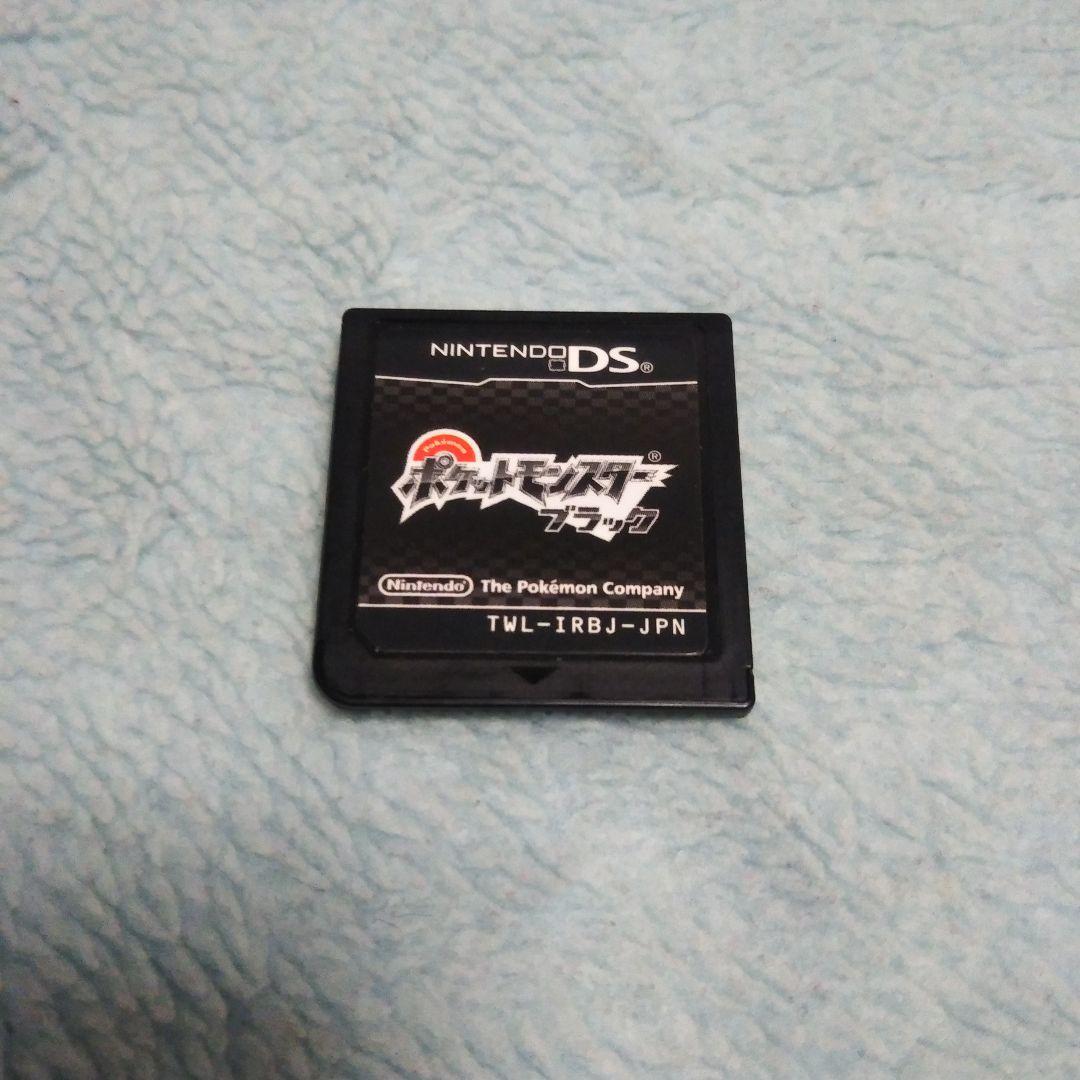 NINTENDO DS®
Pokémon
ポケットモンスター®
ブラック
Nintendo® The Pokémon Company
TWL-IRBJ-JPN